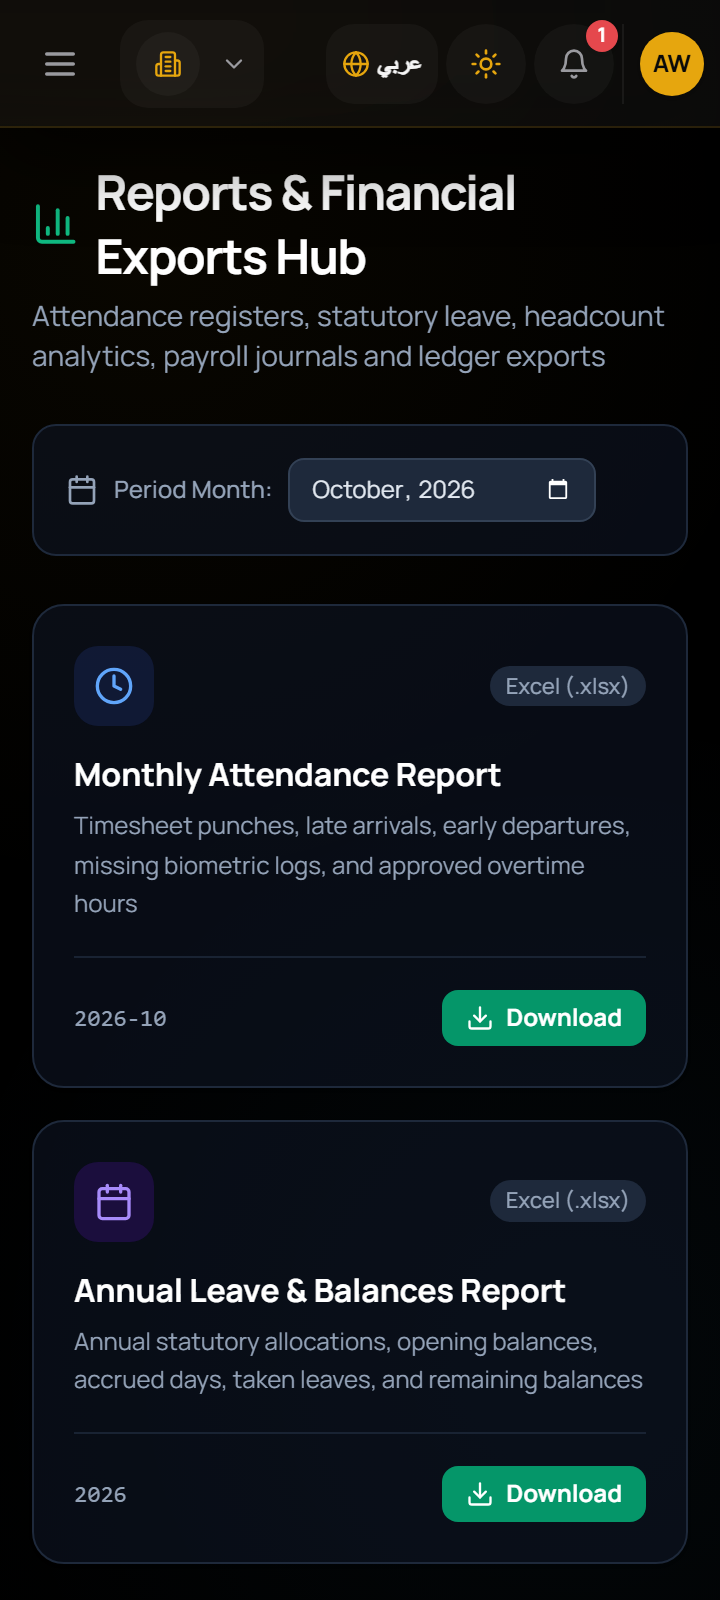 عربي
1
AW
Reports & Financial
Exports Hub
Attendance registers, statutory leave, headcount
analytics, payroll journals and ledger exports
Period Month:
October, 2026
Excel (.xlsx)
Monthly Attendance Report
Timesheet punches, late arrivals, early departures,
missing biometric logs, and approved overtime
hours
2026-10
Download
Excel (.xlsx)
Annual Leave & Balances Report
Annual statutory allocations, opening balances,
accrued days, taken leaves, and remaining balances
2026
Download